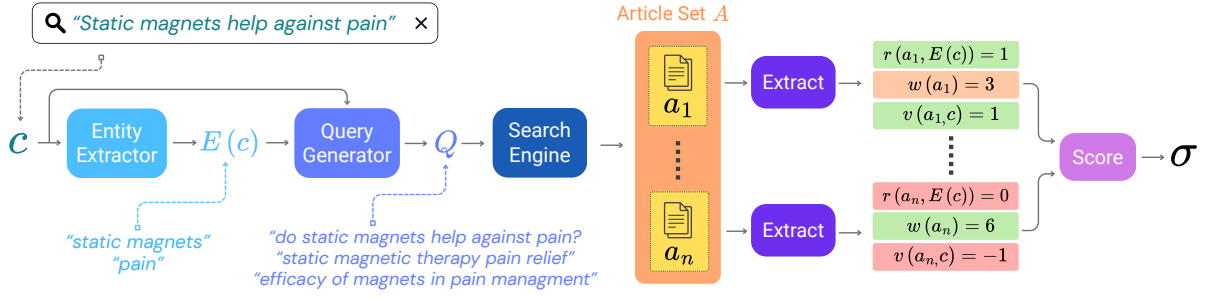 “Static magnets help against pain” ×
c
Entity
Extractor
E (c)
“static magnets”
“pain”
Query
Generator
Q
“do static magnets help against pain?
“static magnetic therapy pain relief”
“efficacy of magnets in pain managment”
Search
Engine
Article Set A
a₁
aₙ
Extract
Extract
r (a₁, E (c)) = 1
w (a₁) = 3
v (a₁,c) = 1
r (aₙ, E (c)) = 0
w (aₙ) = 6
v (aₙ,c) = −1
Score
σ